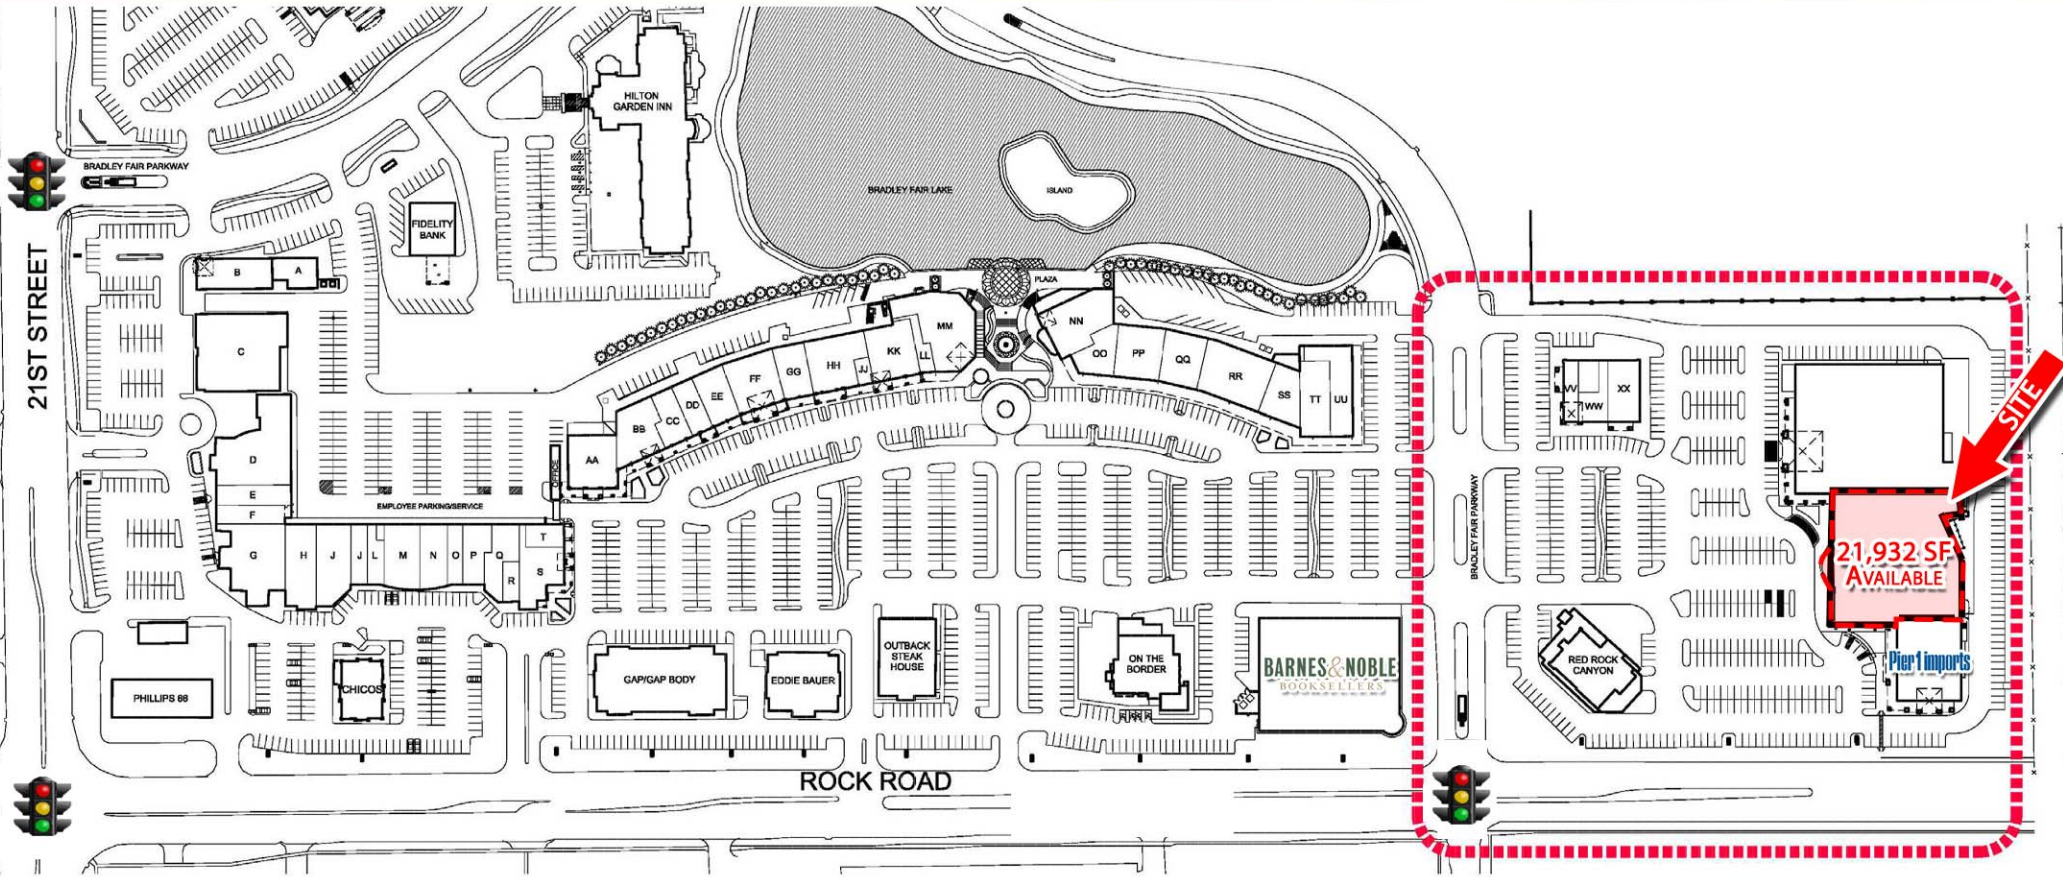 HILTON
GARDEN INN
BRADLEY FAIR PARKWAY
BRADLEY FAIR LAKE
ISLAND
FIDELITY
BANK
21ST STREET
B
A
PLAZA
C
MM
NN
KK
LL
OO
PP
QQ
RR
SS
TT
UU
HH
JJ
GG
FF
EE
DD
CC
BB
AA
VV
WW
XX
SITE
D
E
F
OFFICE
EMPLOYEE PARKING/SERVICE
BRADLEY FAIR PARKWAY
G
H
J
J
L
M
N
O
P
Q
R
S
T
21,932 SF
AVAILABLE
PHILLIPS 66
CHICOS
GAP/GAP BODY
EDDIE BAUER
OUTBACK
STEAK
HOUSE
ON THE
BORDER
BARNES&NOBLE
BOOKSELLERS
RED ROCK
CANYON
Pier 1 imports
ROCK ROAD